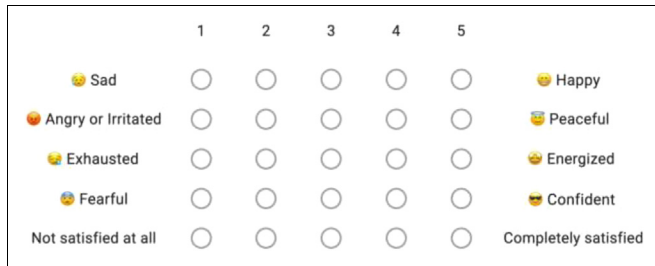 1 2 3 4 5
😥 Sad 😄 Happy
😡 Angry or Irritated 😇 Peaceful
😪 Exhausted 🤩 Energized
😨 Fearful 😎 Confident
Not satisfied at all Completely satisfied